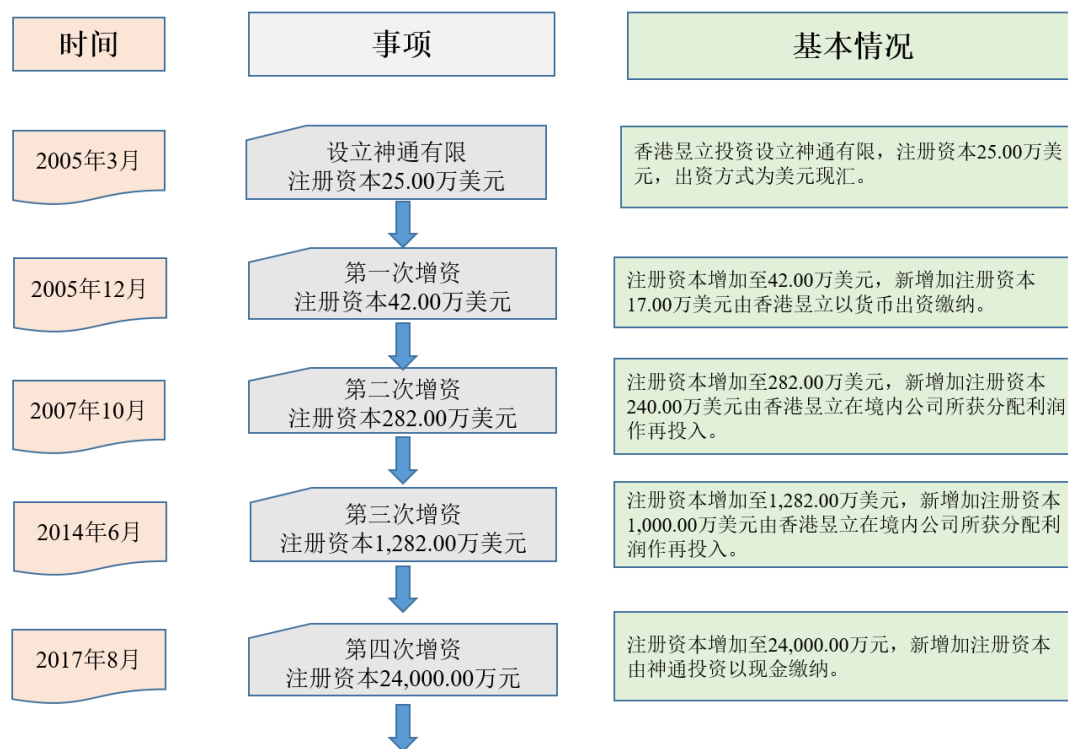 时间
事项
基本情况
2005年3月
设立神通有限
注册资本25.00万美元
香港昱立投资设立神通有限，注册资本25.00万美
元，出资方式为美元现汇。
2005年12月
第一次增资
注册资本42.00万美元
注册资本增加至42.00万美元，新增加注册资本
17.00万美元由香港昱立以货币出资缴纳。
2007年10月
第二次增资
注册资本282.00万美元
注册资本增加至282.00万美元，新增加注册资本
240.00万美元由香港昱立在境内公司所获分配利润
作再投入。
2014年6月
第三次增资
注册资本1,282.00万美元
注册资本增加至1,282.00万美元，新增加注册资本
1,000.00万美元由香港昱立在境内公司所获分配利
润作再投入。
2017年8月
第四次增资
注册资本24,000.00万元
注册资本增加至24,000.00万元，新增加注册资本
由神通投资以现金缴纳。